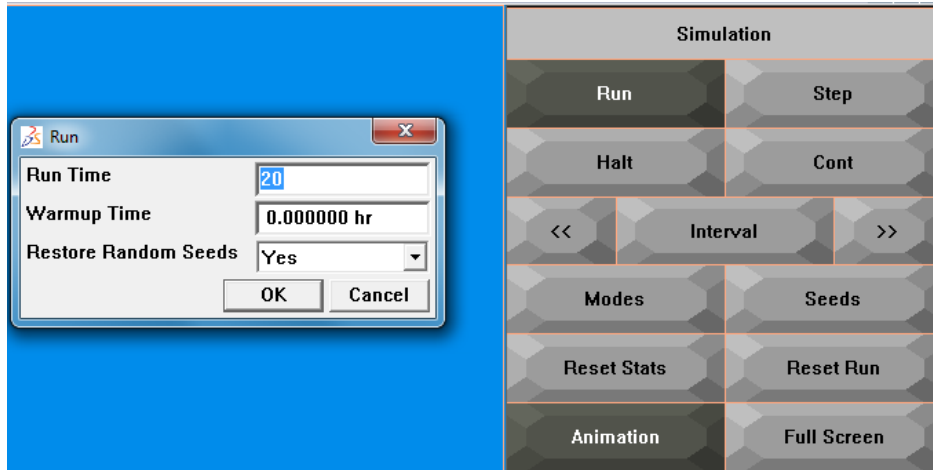 Simulation
Run Step
Halt Cont
<< Interval >>
Modes Seeds
Reset Stats Reset Run
Animation Full Screen
Run
Run Time 20
Warmup Time 0.000000 hr
Restore Random Seeds Yes
OK Cancel